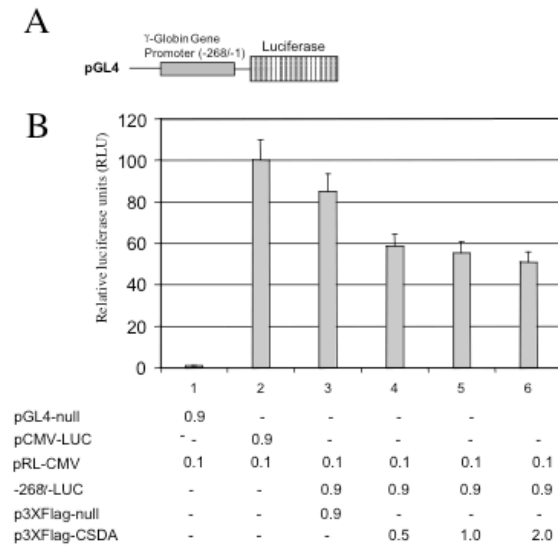 A
γ-Globin Gene
Promoter (-268/-1)
Luciferase
pGL4
B
Relative luciferase units (RLU)
120
100
80
60
40
20
0
1 2 3 4 5 6
pGL4-null 0.9 - - - - 
pCMV-LUC - - 0.9 - - - -
pRL-CMV 0.1 0.1 0.1 0.1 0.1 0.1
-268/-LUC - - 0.9 0.9 0.9 0.9
p3XFlag-null - - 0.9 - - -
p3XFlag-CSDA - - - 0.5 1.0 2.0